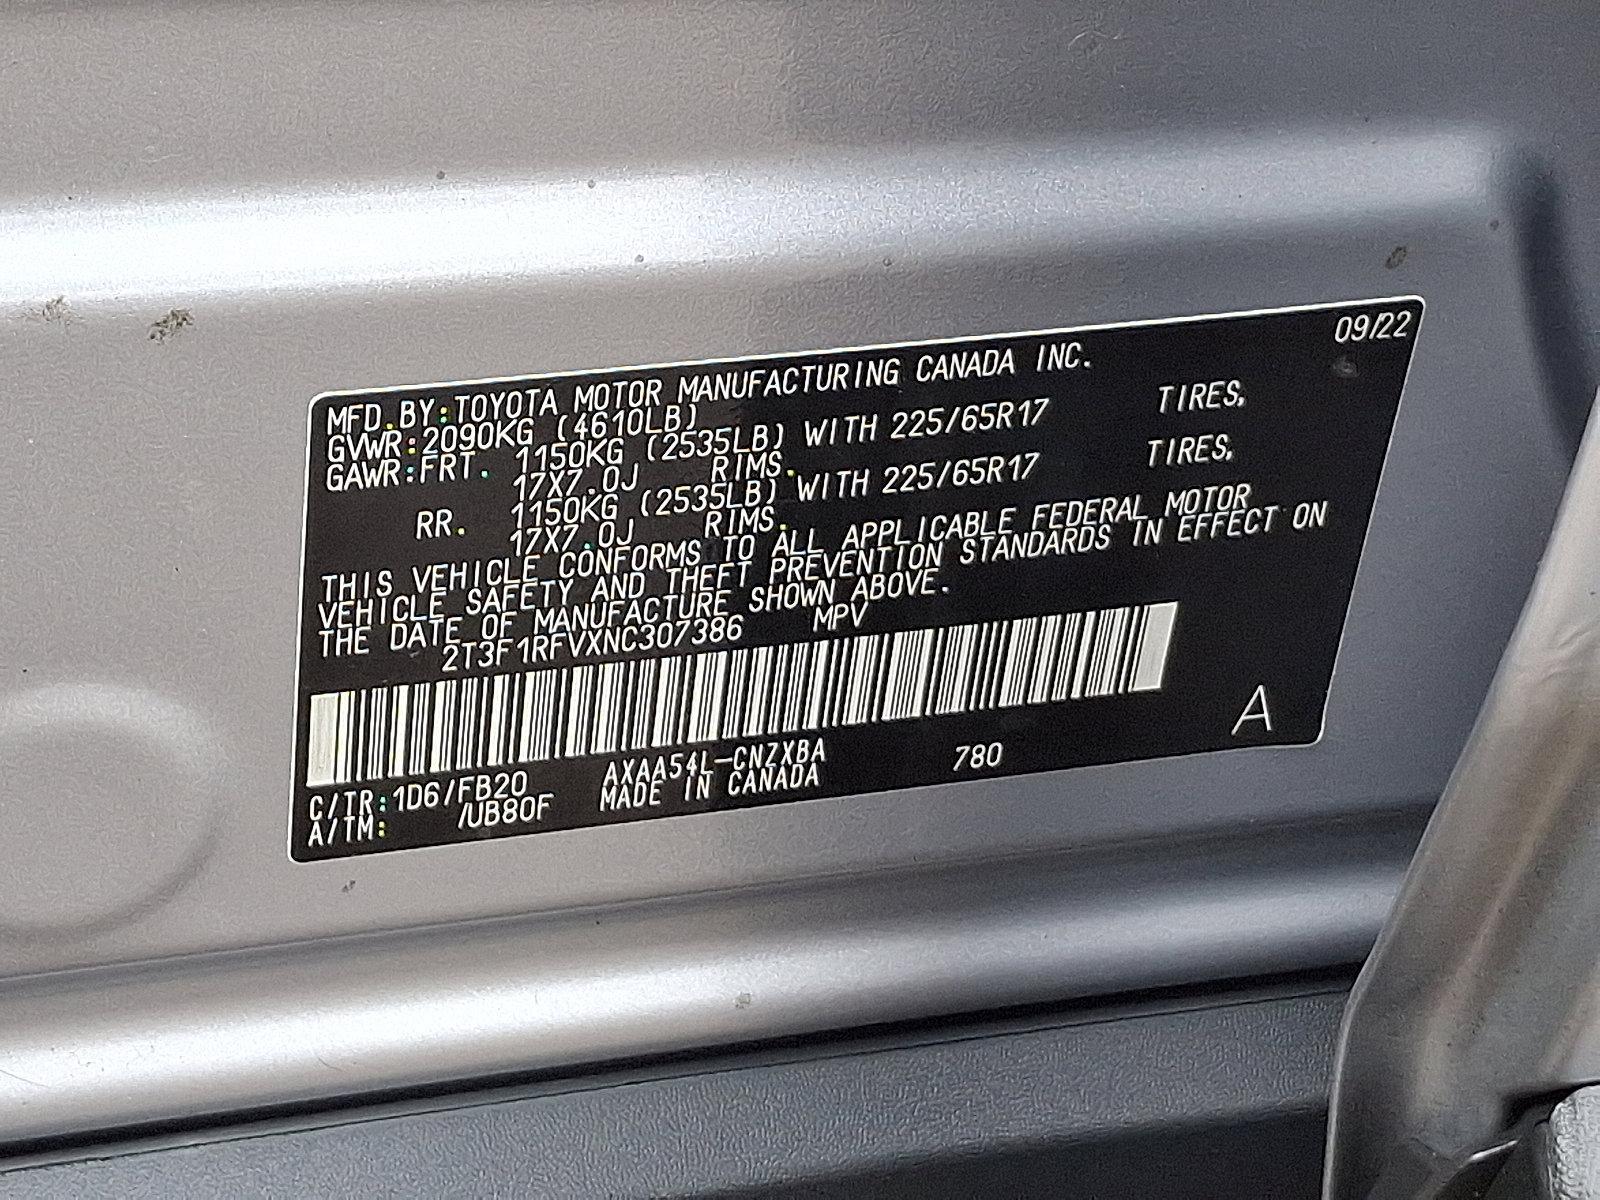 09/22
MFD.BY:TOYOTA MOTOR MANUFACTURING CANADA INC.
GVWR:2090KG (4610LB)
GAWR:FRT. 1150KG (2535LB) WITH 225/65R17 TIRES,
17X7.0J RIMS.
RR. 1150KG (2535LB) WITH 225/65R17 TIRES,
17X7.0J RIMS.
THIS VEHICLE CONFORMS TO ALL APPLICABLE FEDERAL MOTOR
VEHICLE SAFETY AND THEFT PREVENTION STANDARDS IN EFFECT ON
THE DATE OF MANUFACTURE SHOWN ABOVE.
2T3F1RFVXNC307386 MPV
A
C/TR:1D6/FB20 AXAA54L-CNZXBA 780
A/TM: /UB80F MADE IN CANADA